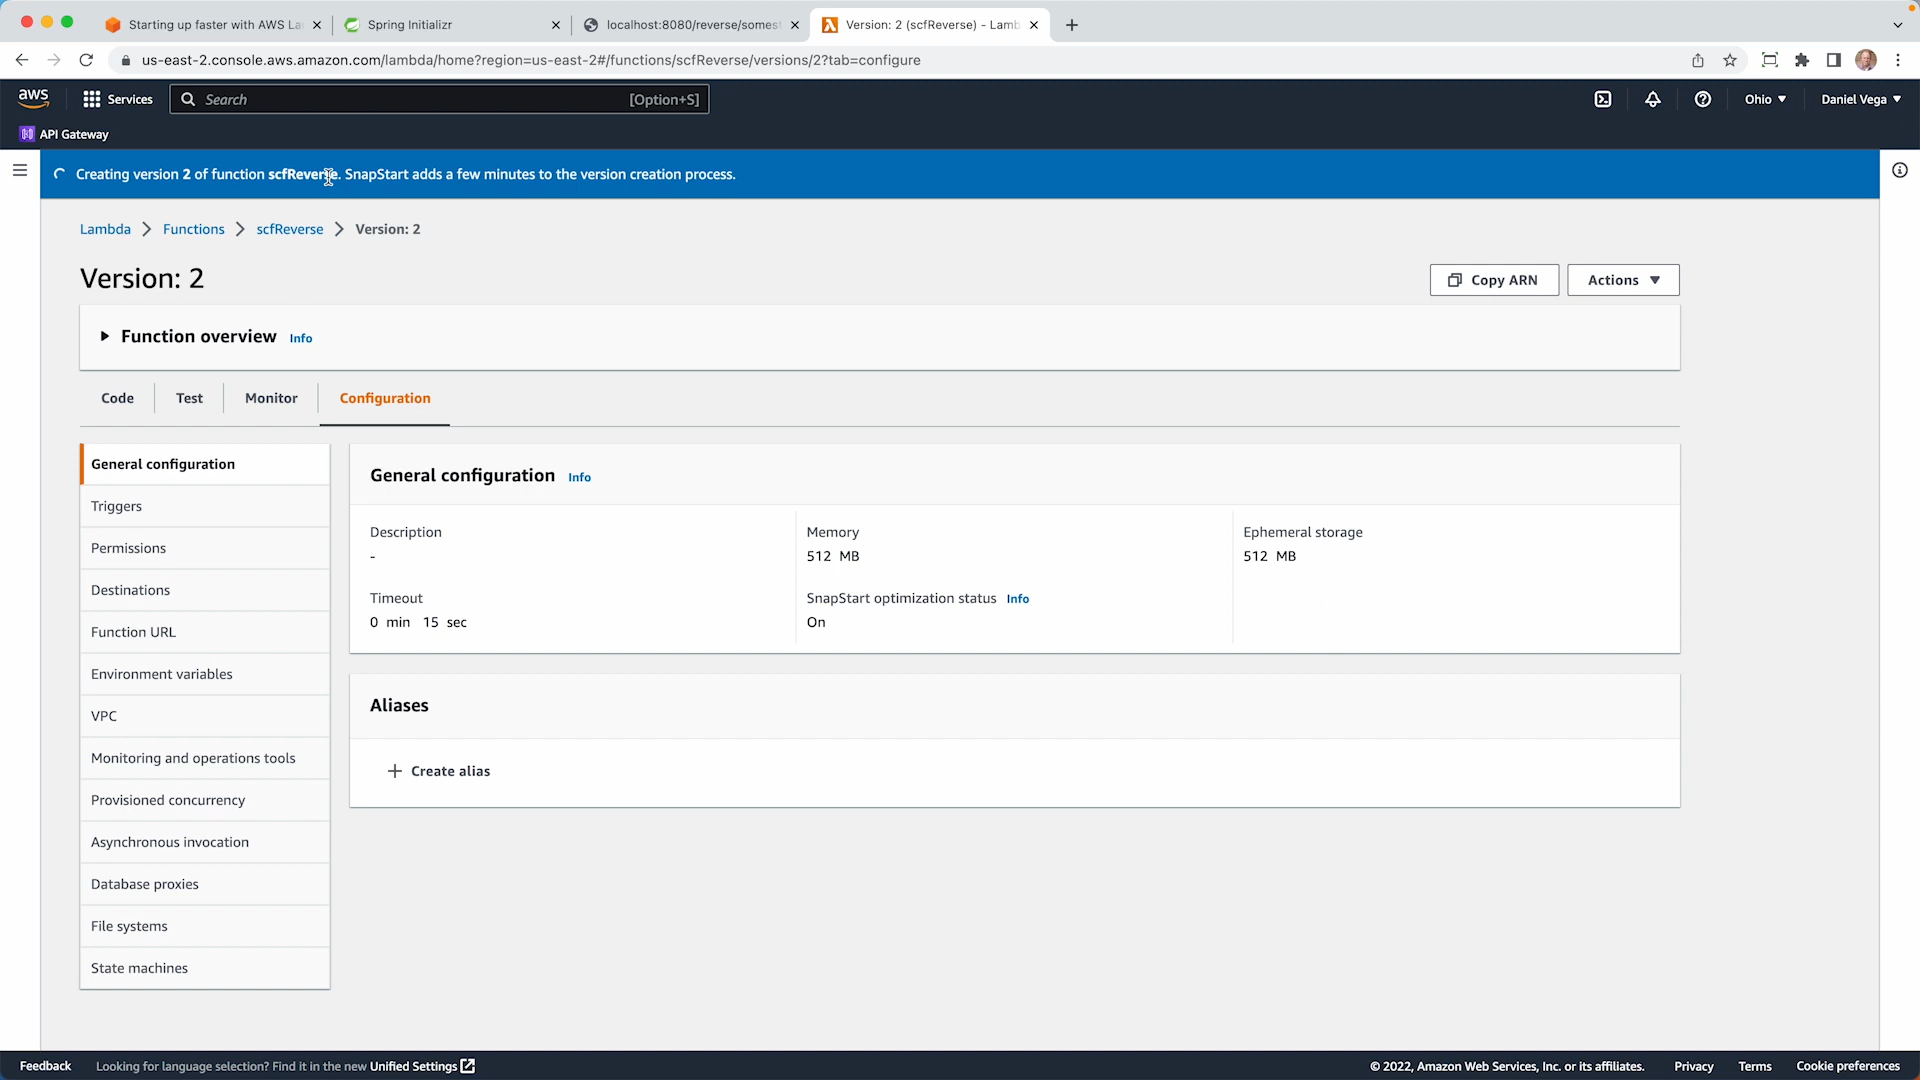 Starting up faster with AWS La
Spring Initializr
localhost:8080/reverse/somest
Version: 2 (scfReverse) - Lamb
us-east-2.console.aws.amazon.com/lambda/home?region=us-east-2#/functions/scfReverse/versions/2?tab=configure
aws
Services
Search
[Option+S]
Ohio
Daniel Vega
API Gateway
Creating version 2 of function scfReverse. SnapStart adds a few minutes to the version creation process.
Lambda
Functions
scfReverse
Version: 2
Version: 2
Copy ARN
Actions
Function overview
Info
Code
Test
Monitor
Configuration
General configuration
Triggers
Permissions
Destinations
Function URL
Environment variables
VPC
Monitoring and operations tools
Provisioned concurrency
Asynchronous invocation
Database proxies
File systems
State machines
General configuration
Info
Description
-
Memory
512 MB
Ephemeral storage
512 MB
Timeout
0 min 15 sec
SnapStart optimization status
Info
On
Aliases
Create alias
Feedback
Looking for language selection? Find it in the new Unified Settings
© 2022, Amazon Web Services, Inc. or its affiliates.
Privacy
Terms
Cookie preferences